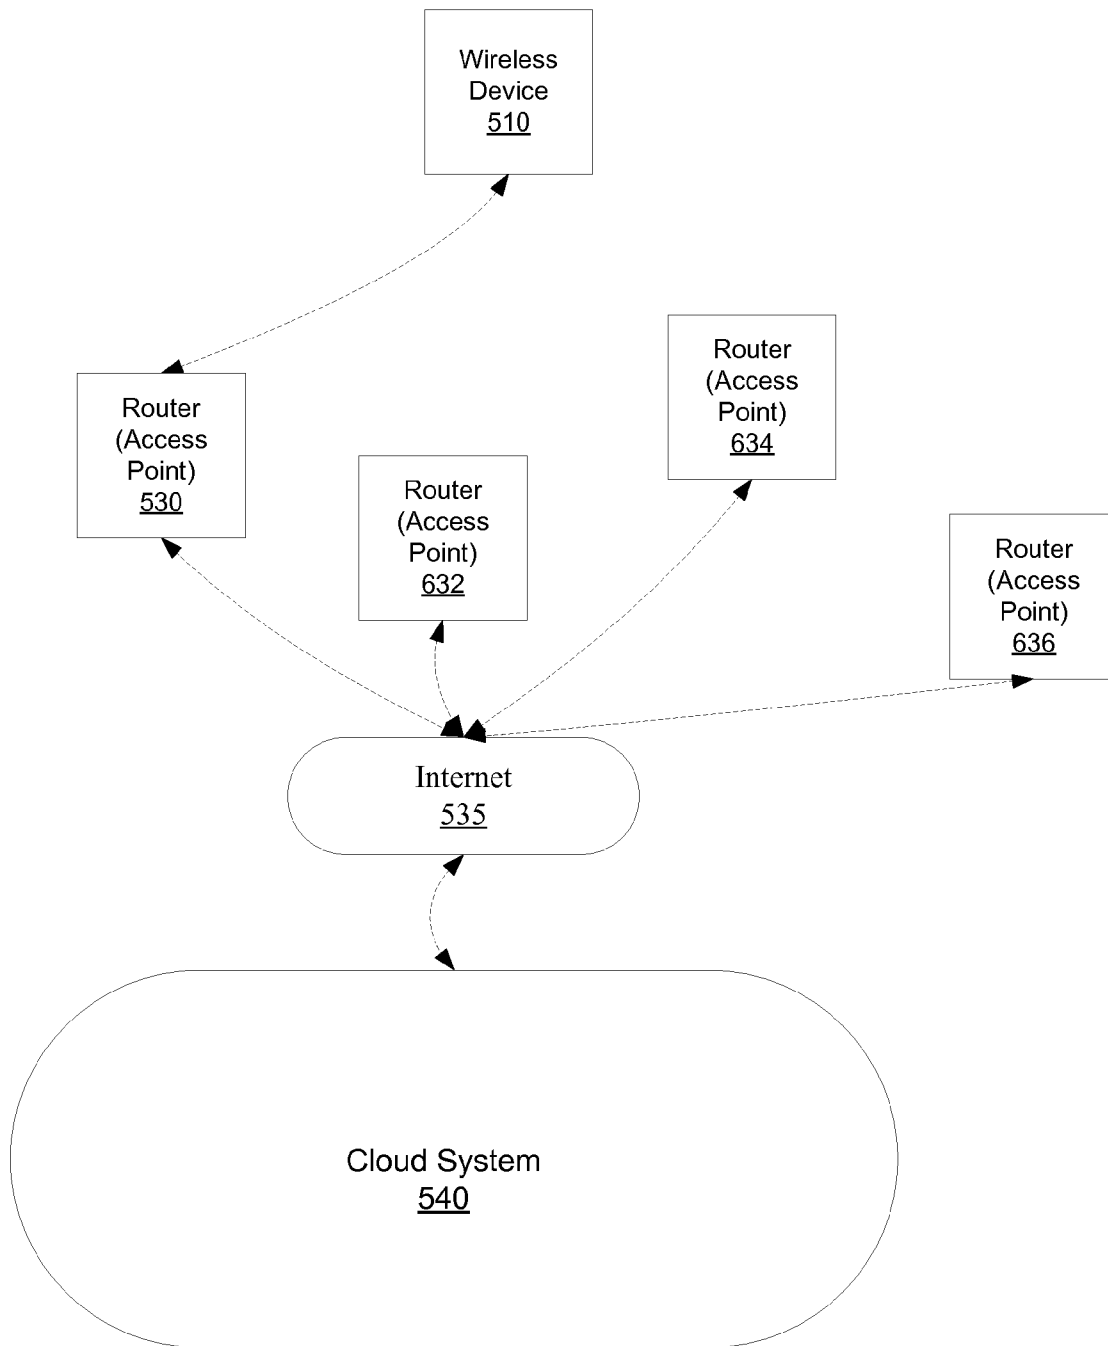 Wireless
Device
510
Router
(Access
Point)
634
Router
(Access
Point)
530
Router
(Access
Point)
632
Router
(Access
Point)
636
Internet
535
Cloud System
540